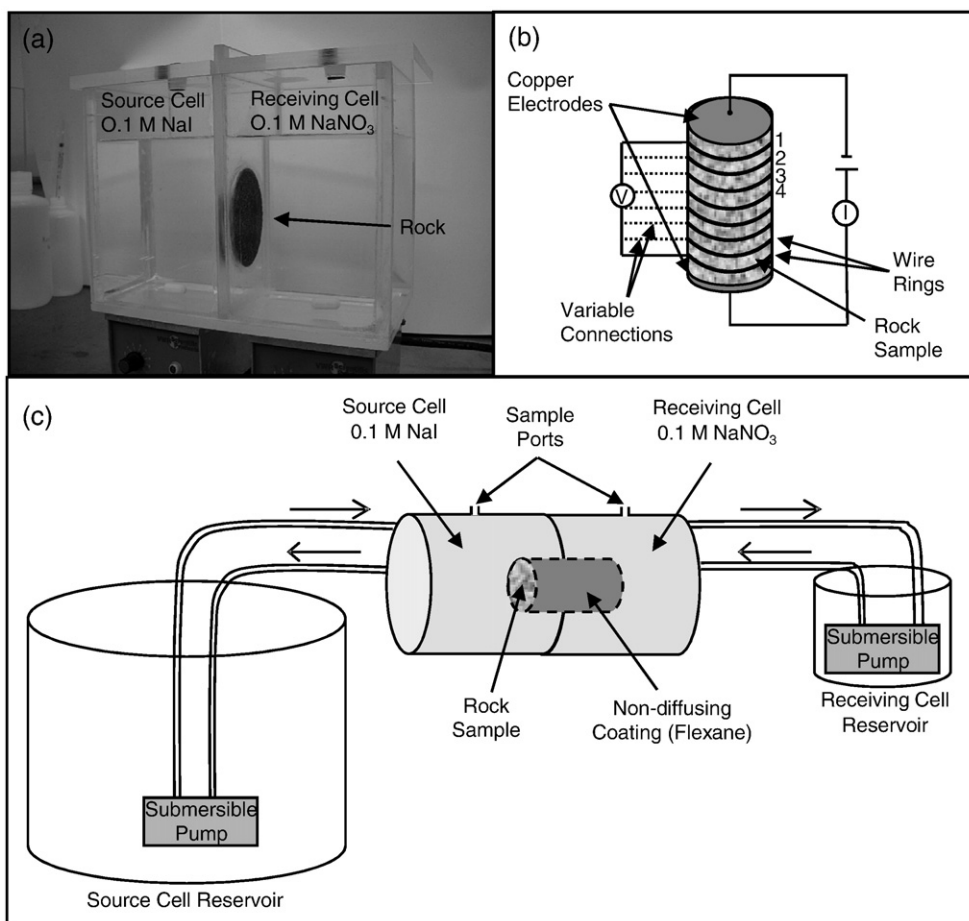 (a)
Source Cell
O.1 M NaI
Receiving Cell
O.1 M NaNO₃
Rock
(b)
Copper
Electrodes
1
2
3
4
V
I
Variable
Connections
Wire
Rings
Rock
Sample
(c)
Source Cell
0.1 M NaI
Sample
Ports
Receiving Cell
0.1 M NaNO₃
Submersible
Pump
Source Cell Reservoir
Rock
Sample
Non-diffusing
Coating (Flexane)
Submersible
Pump
Receiving Cell
Reservoir